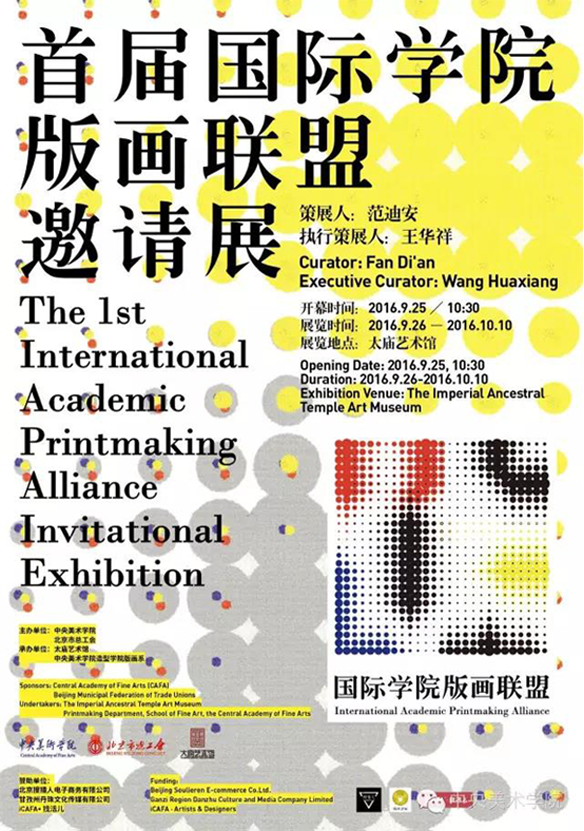 首届国际学院
版画联盟
邀请展
策展人：范迪安
执行策展人：王华祥
Curator: Fan Di'an
Executive Curator: Wang Huaxiang
开幕时间：2016.9.25 / 10:30
展览时间：2016.9.26 — 2016.10.10
展览地点：太庙艺术馆
Opening Date: 2016.9.25, 10:30
Duration: 2016.9.26-2016.10.10
Exhibition Venue: The Imperial Ancestral
Temple Art Museum
The 1st
International
Academic
Printmaking
Alliance
Invitational
Exhibition
国际学院版画联盟
International Academic Printmaking Alliance
主办单位：中央美术学院
北京市总工会
承办单位：太庙艺术馆
中央美术学院造型学院版画系
Sponsors: Central Academy of Fine Arts (CAFA)
Beijing Municipal Federation of Trade Unions
Undertakers: The Imperial Ancestral Temple Art Museum
Printmaking Department, School of Fine Art, the Central Academy of Fine Arts
中央美术学院
Central Academy of Fine Arts
北京市总工会
赞助单位：
北京搜臻人电子商务有限公司
甘孜州丹珠文化传媒有限公司
iCAFA+ 找活儿
Funding:
Beijing Soulieren E-commerce Co.Ltd.
Ganzi Region Danzhu Culture and Media Company Limited
iCAFA - Artists & Designers
中央美术学院